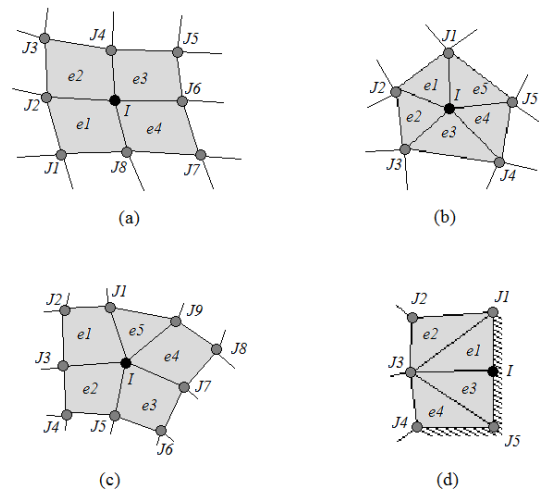 J3 J4 J5
e2 e3
J2 I J6
e1 e4
J1 J8 J7
(a)
J1
J2 e1 e5
I J5
e2 e4
e3
J3 J4
(b)
J2 J1 J9
e1 e5
e4 J8
J3 I
e2 J7
e3
J4 J5
J6
(c)
J2 J1
e2
e1
J3 I
e3
J4 e4
J5
(d)